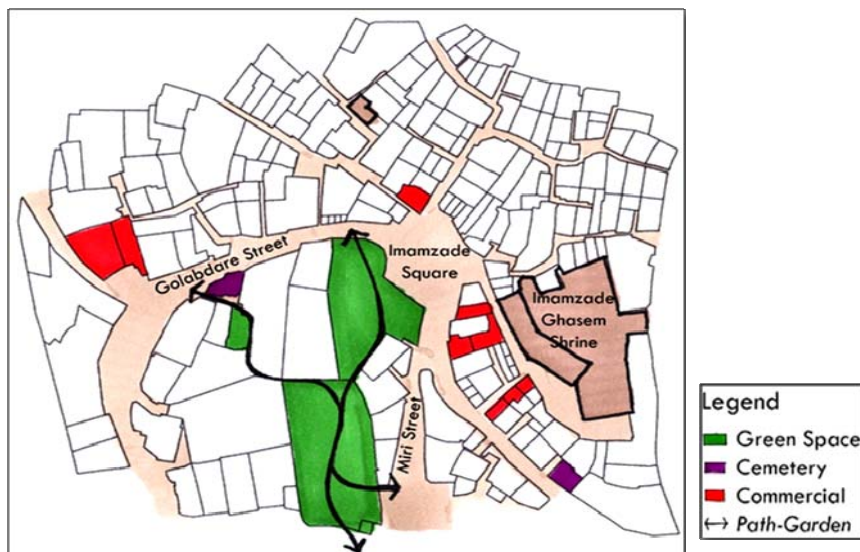 Golabdare Street
Imamzade
Square
Imamzade
Ghasem
Shrine
Miri Street
Legend
Green Space
Cemetery
Commercial
Path-Garden